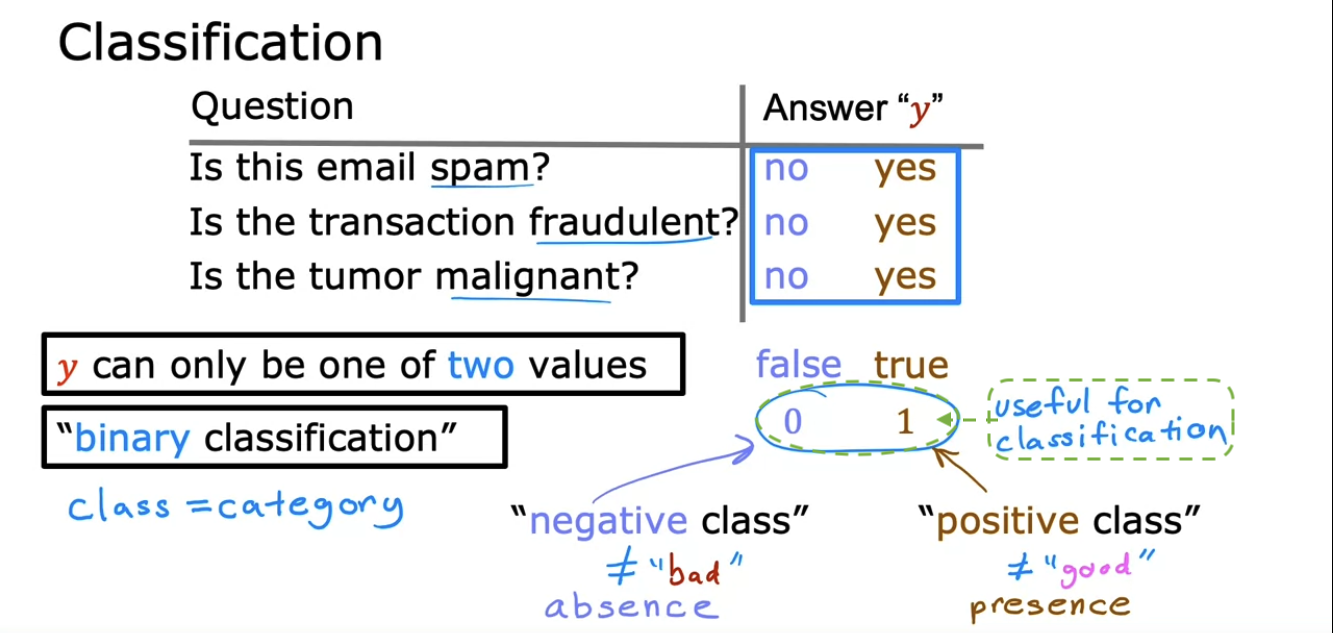 Classification
Question Answer “y”
Is this email spam? no yes
Is the transaction fraudulent? no yes
Is the tumor malignant? no yes
y can only be one of two values
false true
“binary classification”
0 1
useful for
classification
class = category
“negative class” “positive class”
≠ "bad" ≠ "good"
absence presence